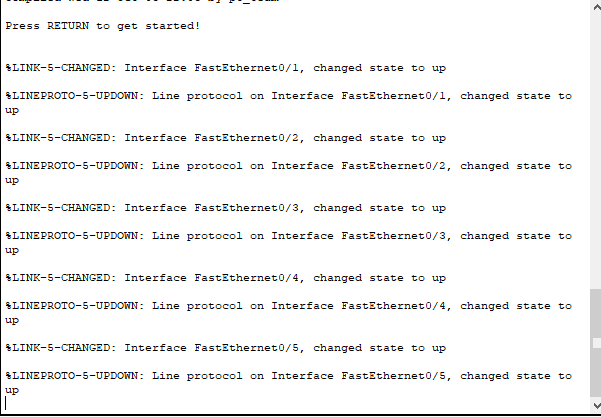 Press RETURN to get started!
%LINK-5-CHANGED: Interface FastEthernet0/1, changed state to up
%LINEPROTO-5-UPDOWN: Line protocol on Interface FastEthernet0/1, changed state to
up
%LINK-5-CHANGED: Interface FastEthernet0/2, changed state to up
%LINEPROTO-5-UPDOWN: Line protocol on Interface FastEthernet0/2, changed state to
up
%LINK-5-CHANGED: Interface FastEthernet0/3, changed state to up
%LINEPROTO-5-UPDOWN: Line protocol on Interface FastEthernet0/3, changed state to
up
%LINK-5-CHANGED: Interface FastEthernet0/4, changed state to up
%LINEPROTO-5-UPDOWN: Line protocol on Interface FastEthernet0/4, changed state to
up
%LINK-5-CHANGED: Interface FastEthernet0/5, changed state to up
%LINEPROTO-5-UPDOWN: Line protocol on Interface FastEthernet0/5, changed state to
up